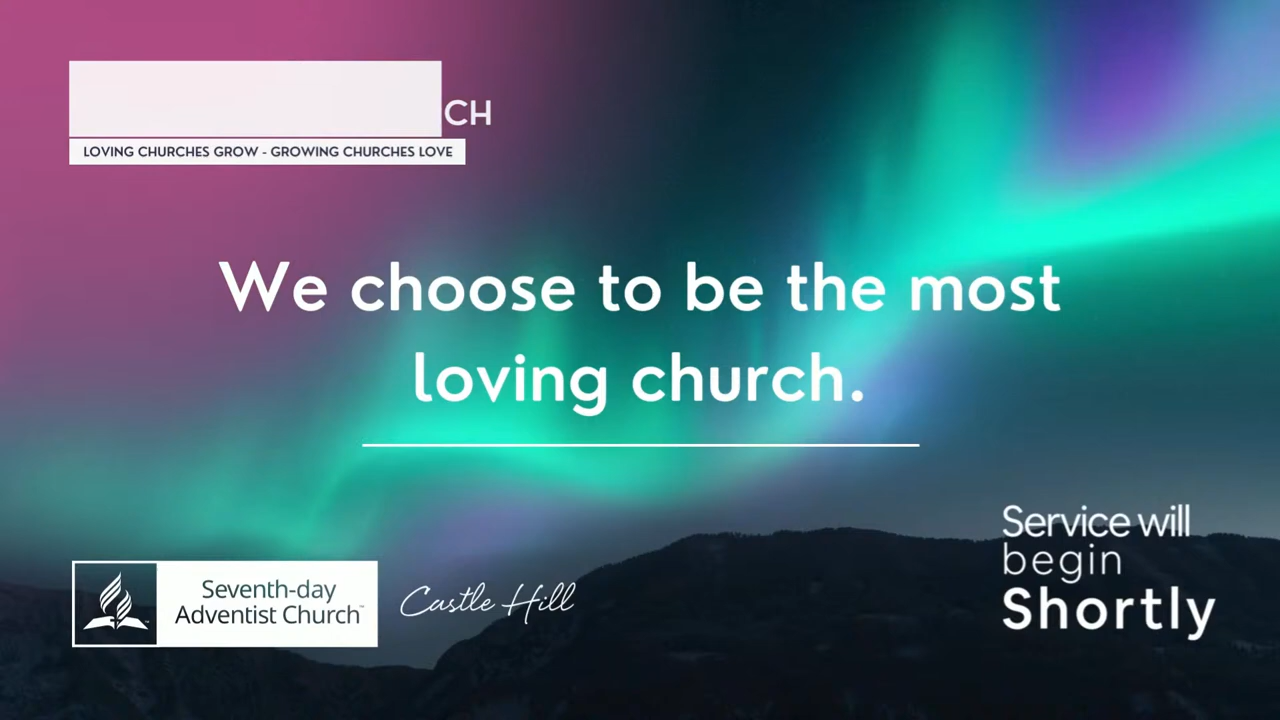 CH
LOVING CHURCHES GROW - GROWING CHURCHES LOVE
We choose to be the most
loving church.
Service will
begin
Shortly
Seventh-day
Adventist Church™
Castle Hill